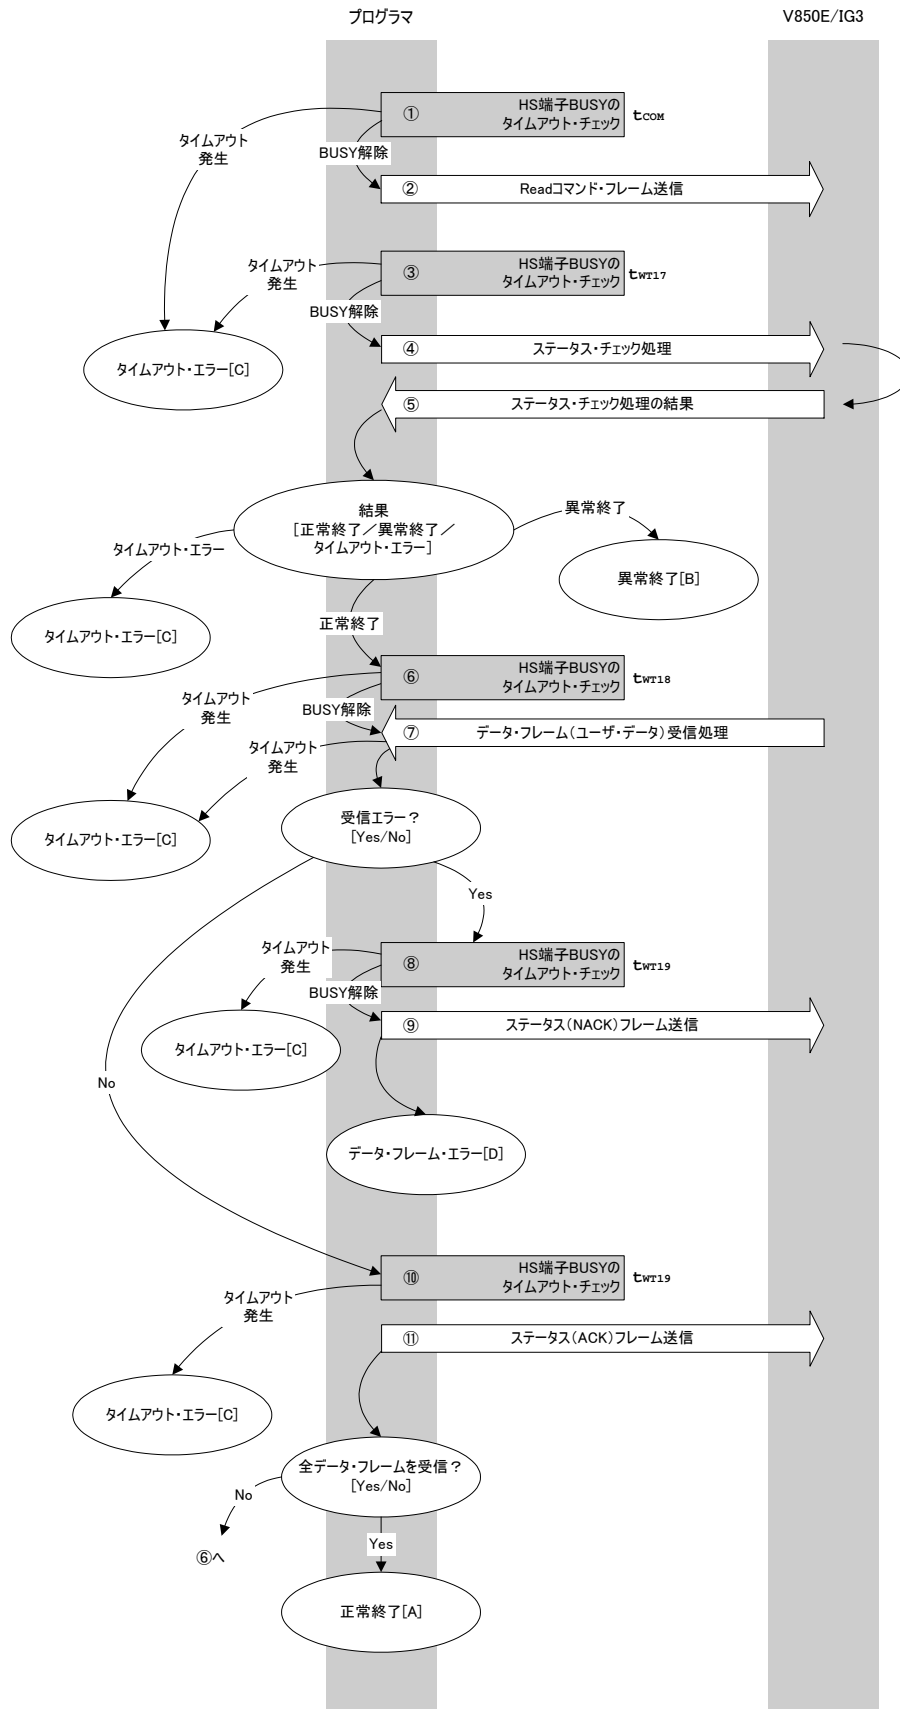 プログラマ
V850E/IG3
①
HS端子BUSYの
タイムアウト・チェック
tCOM
タイムアウト
発生
BUSY解除
②
Readコマンド・フレーム送信
③
HS端子BUSYの
タイムアウト・チェック
tWT17
タイムアウト
発生
BUSY解除
④
ステータス・チェック処理
タイムアウト・エラー[C]
⑤
ステータス・チェック処理の結果
結果
[正常終了／異常終了／
タイムアウト・エラー]
異常終了
タイムアウト・エラー
異常終了[B]
タイムアウト・エラー[C]
正常終了
⑥
HS端子BUSYの
タイムアウト・チェック
tWT18
タイムアウト
発生
BUSY解除
⑦
データ・フレーム（ユーザ・データ）受信処理
タイムアウト
発生
タイムアウト・エラー[C]
受信エラー？
[Yes/No]
Yes
⑧
HS端子BUSYの
タイムアウト・チェック
tWT19
タイムアウト
発生
BUSY解除
⑨
ステータス（NACK）フレーム送信
タイムアウト・エラー[C]
No
データ・フレーム・エラー[D]
⑩
HS端子BUSYの
タイムアウト・チェック
tWT19
タイムアウト
発生
⑪
ステータス（ACK）フレーム送信
タイムアウト・エラー[C]
全データ・フレームを受信？
[Yes/No]
No
Yes
⑥へ
正常終了[A]